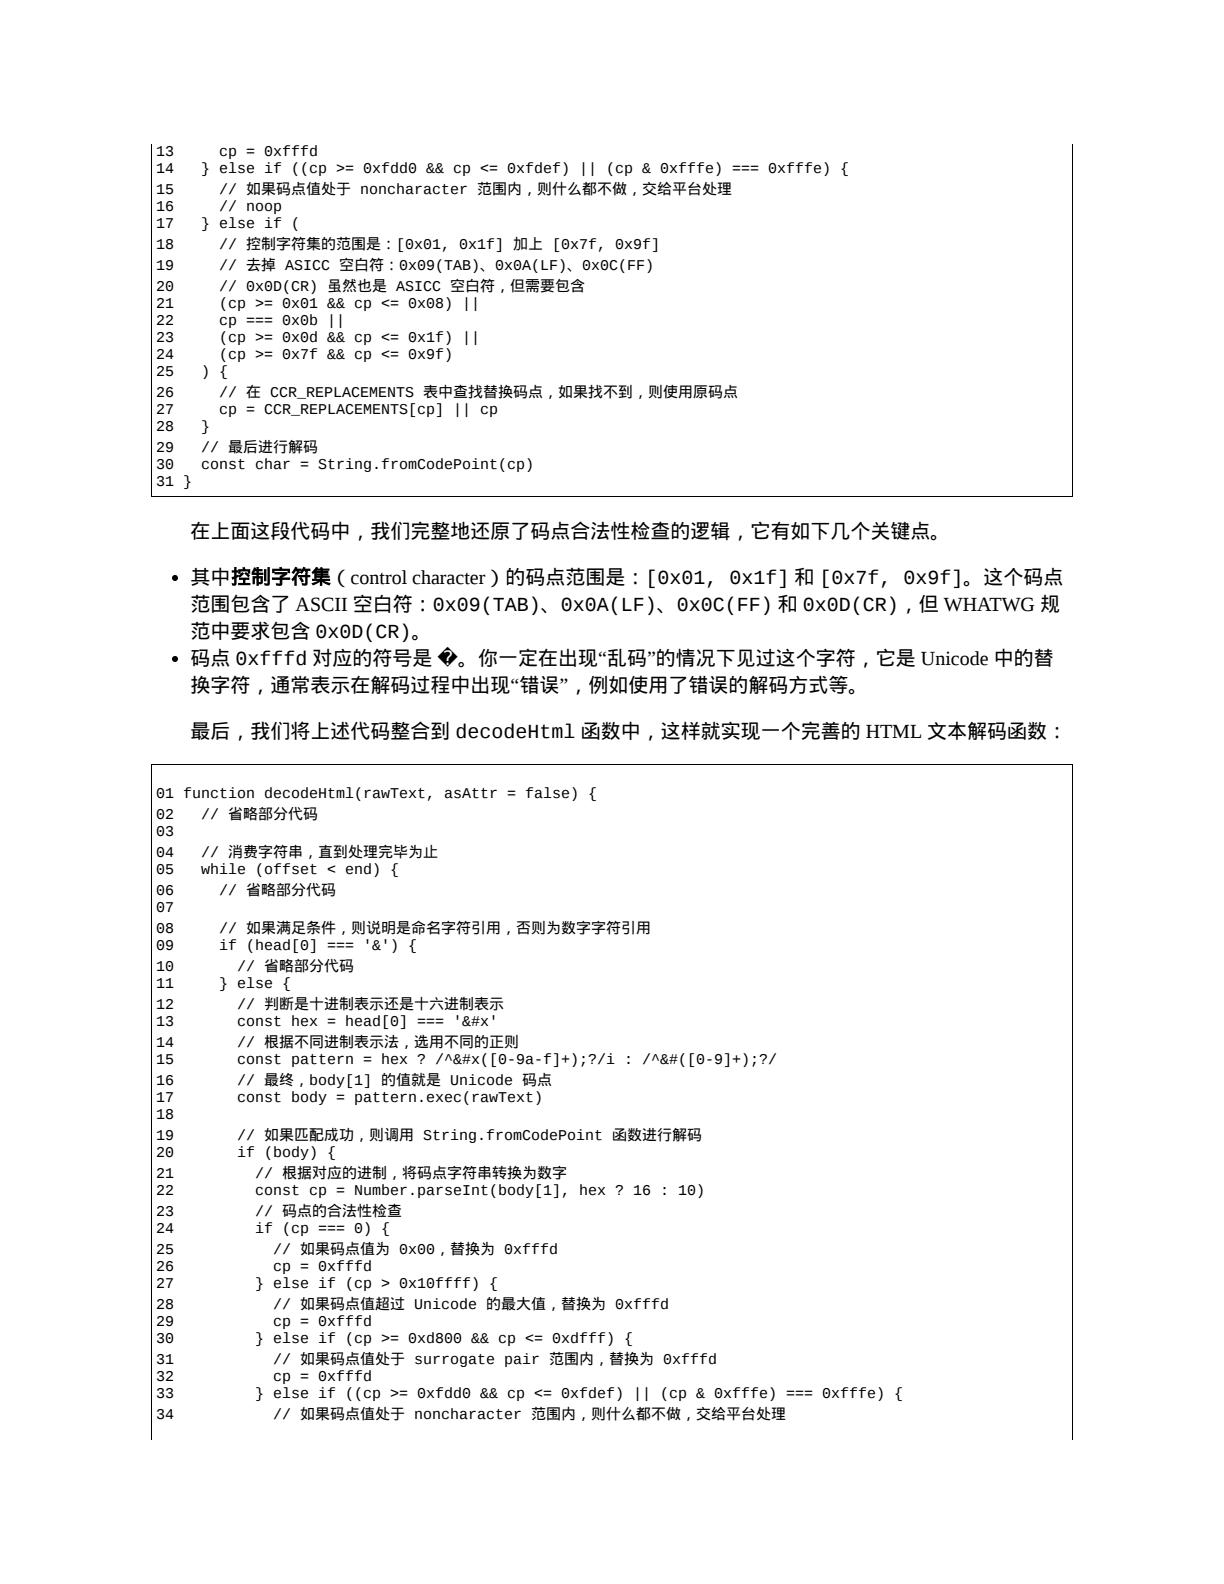 13     cp = 0xfffd
14   } else if ((cp >= 0xfdd0 && cp <= 0xfdef) || (cp & 0xfffe) === 0xfffe) {
15     // 如果码点值处于 noncharacter 范围内，则什么都不做，交给平台处理
16     // noop
17   } else if (
18     // 控制字符集的范围是：[0x01, 0x1f] 加上 [0x7f, 0x9f]
19     // 去掉 ASICC 空白符：0x09(TAB)、0x0A(LF)、0x0C(FF)
20     // 0x0D(CR) 虽然也是 ASICC 空白符，但需要包含
21     (cp >= 0x01 && cp <= 0x08) ||
22     cp === 0x0b ||
23     (cp >= 0x0d && cp <= 0x1f) ||
24     (cp >= 0x7f && cp <= 0x9f)
25   ) {
26     // 在 CCR_REPLACEMENTS 表中查找替换码点，如果找不到，则使用原码点
27     cp = CCR_REPLACEMENTS[cp] || cp
28   }
29   // 最后进行解码
30   const char = String.fromCodePoint(cp)
31 }
在上面这段代码中，我们完整地还原了码点合法性检查的逻辑，它有如下几个关键点。
• 其中控制字符集（control character）的码点范围是：[0x01, 0x1f] 和 [0x7f, 0x9f]。这个码点
范围包含了 ASCII 空白符：0x09(TAB)、0x0A(LF)、0x0C(FF) 和 0x0D(CR)，但 WHATWG 规
范中要求包含 0x0D(CR)。
• 码点 0xfffd 对应的符号是 �。你一定在出现“乱码”的情况下见过这个字符，它是 Unicode 中的替
换字符，通常表示在解码过程中出现“错误”，例如使用了错误的解码方式等。
最后，我们将上述代码整合到 decodeHtml 函数中，这样就实现一个完善的 HTML 文本解码函数：
01 function decodeHtml(rawText, asAttr = false) {
02   // 省略部分代码
03
04   // 消费字符串，直到处理完毕为止
05   while (offset < end) {
06     // 省略部分代码
07
08     // 如果满足条件，则说明是命名字符引用，否则为数字字符引用
09     if (head[0] === '&') {
10       // 省略部分代码
11     } else {
12       // 判断是十进制表示还是十六进制表示
13       const hex = head[0] === '&#x'
14       // 根据不同进制表示法，选用不同的正则
15       const pattern = hex ? /^&#x([0-9a-f]+);?/i : /^&#([0-9]+);?/
16       // 最终，body[1] 的值就是 Unicode 码点
17       const body = pattern.exec(rawText)
18
19       // 如果匹配成功，则调用 String.fromCodePoint 函数进行解码
20       if (body) {
21         // 根据对应的进制，将码点字符串转换为数字
22         const cp = Number.parseInt(body[1], hex ? 16 : 10)
23         // 码点的合法性检查
24         if (cp === 0) {
25           // 如果码点值为 0x00，替换为 0xfffd
26           cp = 0xfffd
27         } else if (cp > 0x10ffff) {
28           // 如果码点值超过 Unicode 的最大值，替换为 0xfffd
29           cp = 0xfffd
30         } else if (cp >= 0xd800 && cp <= 0xdfff) {
31           // 如果码点值处于 surrogate pair 范围内，替换为 0xfffd
32           cp = 0xfffd
33         } else if ((cp >= 0xfdd0 && cp <= 0xfdef) || (cp & 0xfffe) === 0xfffe) {
34           // 如果码点值处于 noncharacter 范围内，则什么都不做，交给平台处理